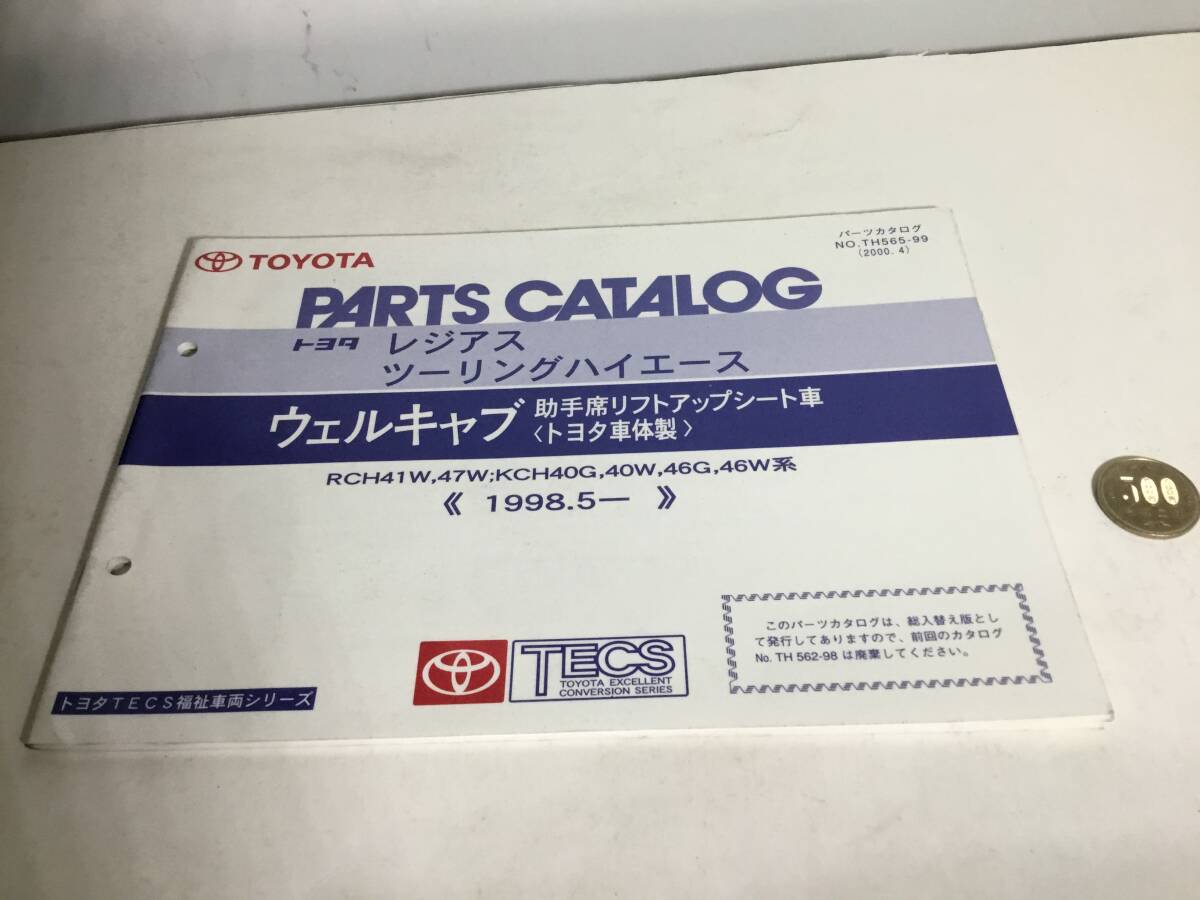 TOYOTA
パーツカタログ
NO.TH565-99
(2000.4)
PARTS CATALOG
トヨタ レジアス
ツーリングハイエース
ウェルキャブ 助手席リフトアップシート車
〈トヨタ車体製〉
RCH41W,47W;KCH40G,40W,46G,46W系
《 1998.5ー 》
このパーツカタログは、総入替え版とし
て発行してありますので、前回のカタログ
No. TH 562-98 は廃棄してください。
TECS
TOYOTA EXCELLENT
CONVERSION SERIES
トヨタTECS福祉車両シリーズ
500